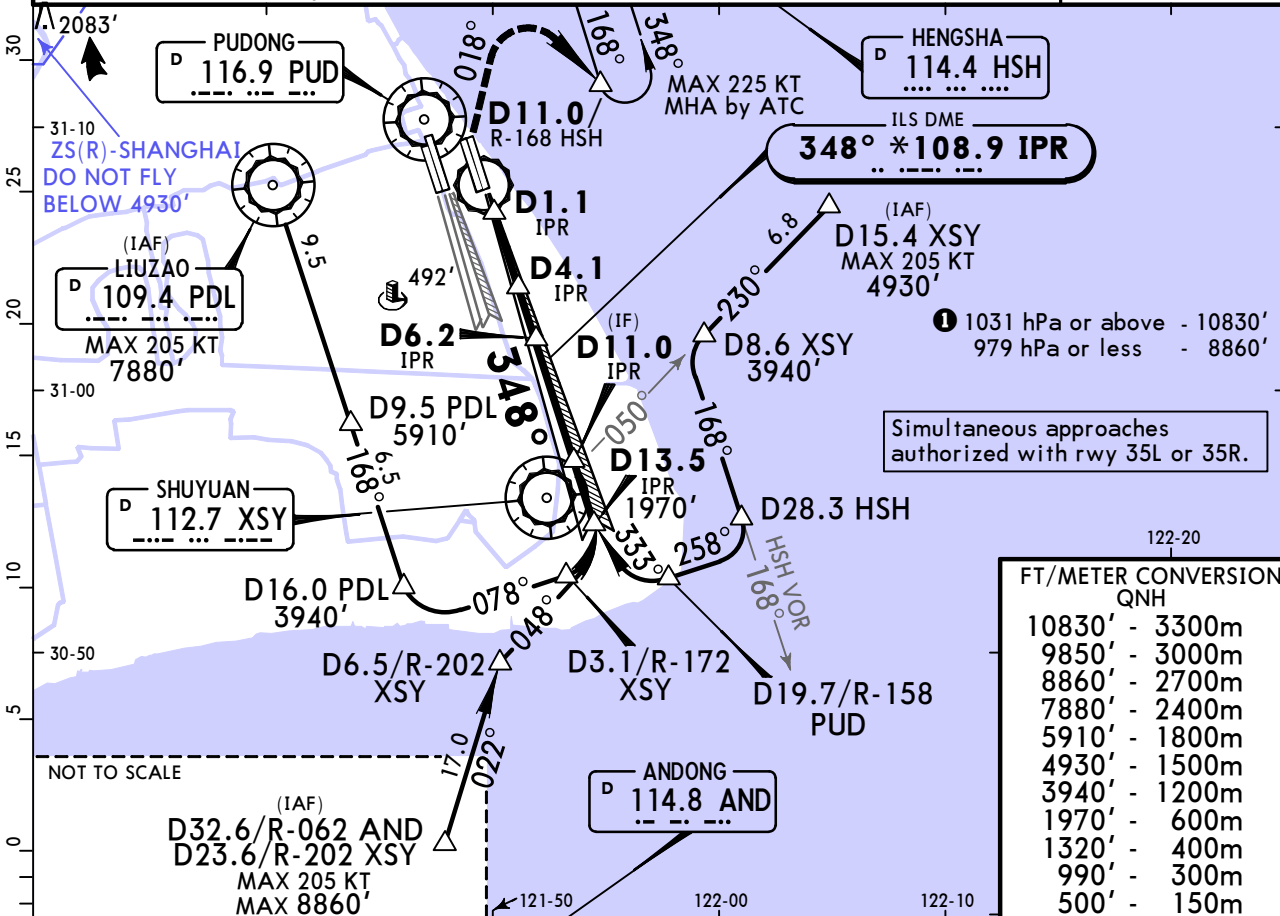 30
2083'
PUDONG
D 116.9 PUD
018°
168°
348°
MAX 225 KT
MHA by ATC
HENGSHA
D 114.4 HSH
D11.0/
R-168 HSH
ILS DME
348° *108.9 IPR
31-10
ZS(R)-SHANGHAI
DO NOT FLY
BELOW 4930'
25
D1.1
IPR
(IAF)
D15.4 XSY
MAX 205 KT
4930'
6.8
230°
9.5
(IAF)
LIUZAO
D 109.4 PDL
MAX 205 KT
7880'
492'
D4.1
IPR
20
D6.2
IPR
(IF)
D11.0
IPR
D8.6 XSY
3940'
❶ 1031 hPa or above - 10830'
979 hPa or less - 8860'
348°
31-00
D9.5 PDL
5910'
050°
168°
Simultaneous approaches
authorized with rwy 35L or 35R.
15
6.5
168°
D13.5
IPR
1970'
SHUYUAN
D 112.7 XSY
D28.3 HSH
333°
258°
HSH VOR
168°
122-20
10
D16.0 PDL
3940'
078°
048°
FT/METER CONVERSION
QNH
10830' - 3300m
9850' - 3000m
8860' - 2700m
7880' - 2400m
5910' - 1800m
4930' - 1500m
3940' - 1200m
1970' - 600m
1320' - 400m
990' - 300m
500' - 150m
30-50
D6.5/R-202
XSY
D3.1/R-172
XSY
D19.7/R-158
PUD
5
17.0
022°
NOT TO SCALE
ANDONG
D 114.8 AND
(IAF)
D32.6/R-062 AND
D23.6/R-202 XSY
MAX 205 KT
MAX 8860'
0
121-50
122-00
122-10